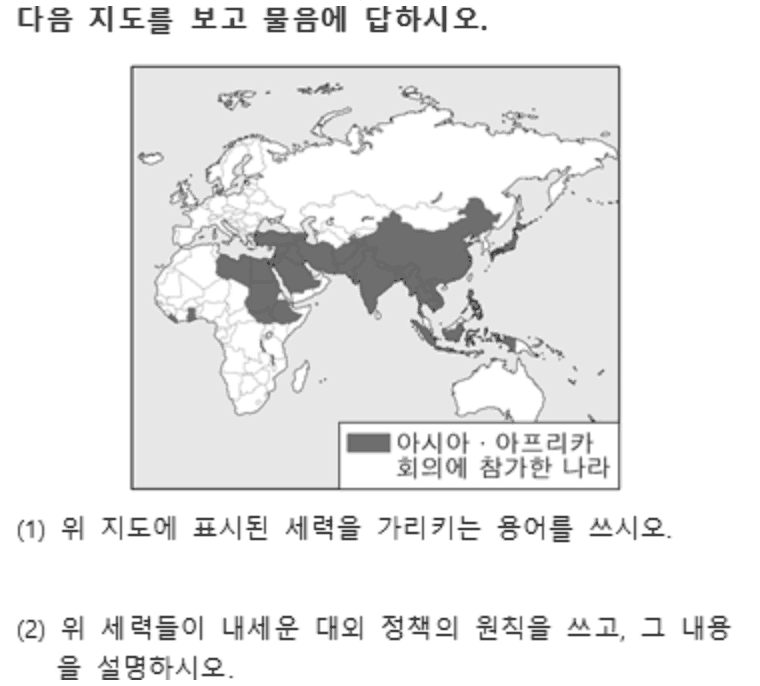 다음 지도를 보고 물음에 답하시오.
아시아 · 아프리카
회의에 참가한 나라
(1) 위 지도에 표시된 세력을 가리키는 용어를 쓰시오.
(2) 위 세력들이 내세운 대외 정책의 원칙을 쓰고, 그 내용
을 설명하시오.